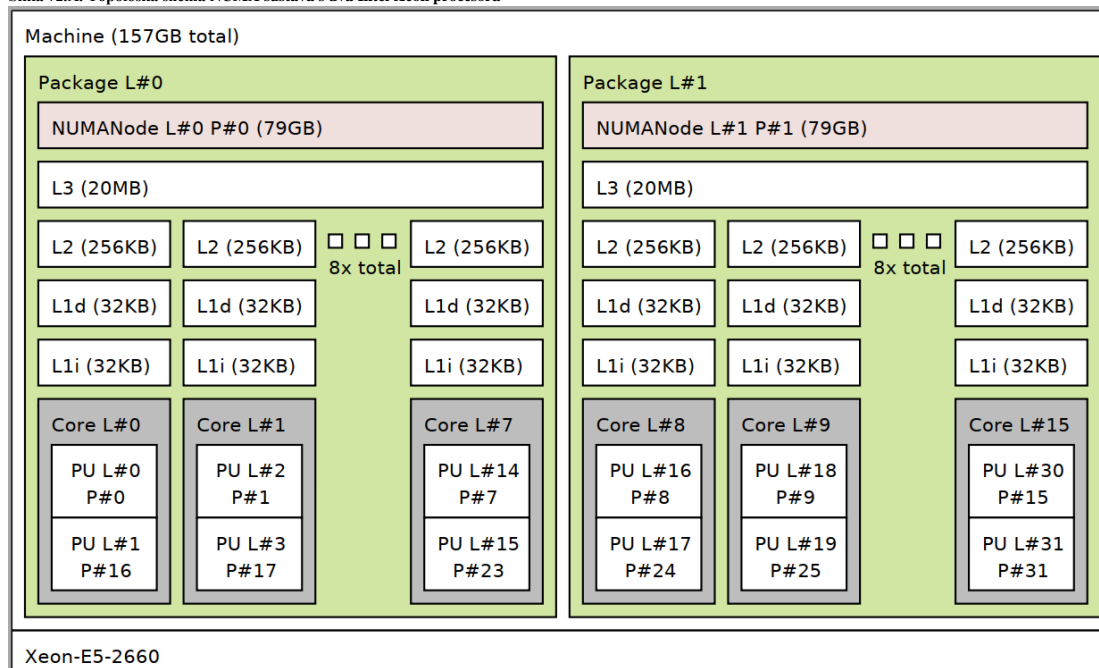 Machine (157GB total)
Package L#0
NUMANode L#0 P#0 (79GB)
L3 (20MB)
L2 (256KB) L2 (256KB) 8x total L2 (256KB)
L1d (32KB) L1d (32KB) L1d (32KB)
L1i (32KB) L1i (32KB) L1i (32KB)
Core L#0 Core L#1 Core L#7
PU L#0 PU L#2 PU L#14
P#0 P#1 P#7
PU L#1 PU L#3 PU L#15
P#16 P#17 P#23
Package L#1
NUMANode L#1 P#1 (79GB)
L3 (20MB)
L2 (256KB) L2 (256KB) 8x total L2 (256KB)
L1d (32KB) L1d (32KB) L1d (32KB)
L1i (32KB) L1i (32KB) L1i (32KB)
Core L#8 Core L#9 Core L#15
PU L#16 PU L#18 PU L#30
P#8 P#9 P#15
PU L#17 PU L#19 PU L#31
P#24 P#25 P#31
Xeon-E5-2660